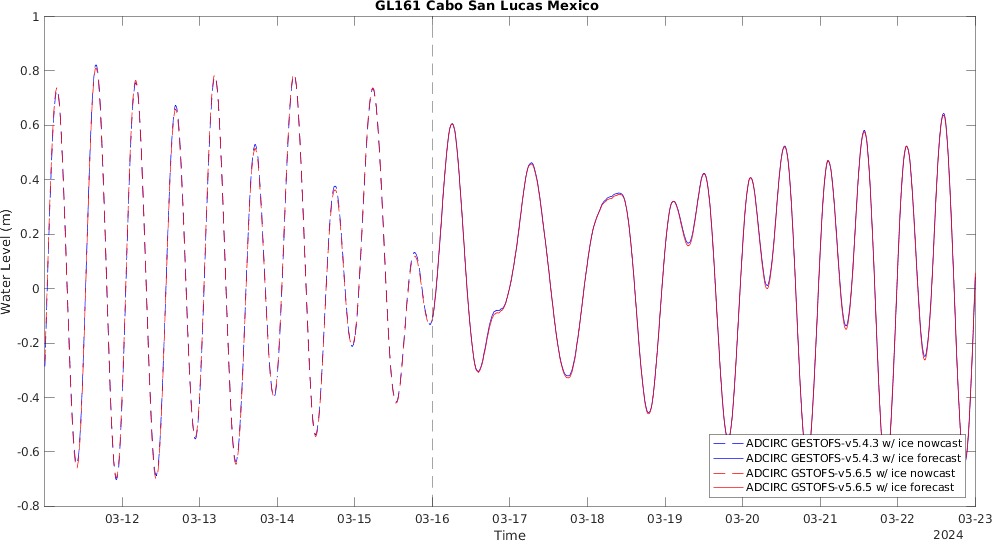 GL161 Cabo San Lucas Mexico
Water Level (m)
1
0.8
0.6
0.4
0.2
0
-0.2
-0.4
-0.6
-0.8
ADCIRC GESTOFS-v5.4.3 w/ ice nowcast
ADCIRC GESTOFS-v5.4.3 w/ ice forecast
ADCIRC GSTOFS-v5.6.5 w/ ice nowcast
ADCIRC GSTOFS-v5.6.5 w/ ice forecast
03-12 03-13 03-14 03-15 03-16 03-17 03-18 03-19 03-20 03-21 03-22 03-23
Time
2024